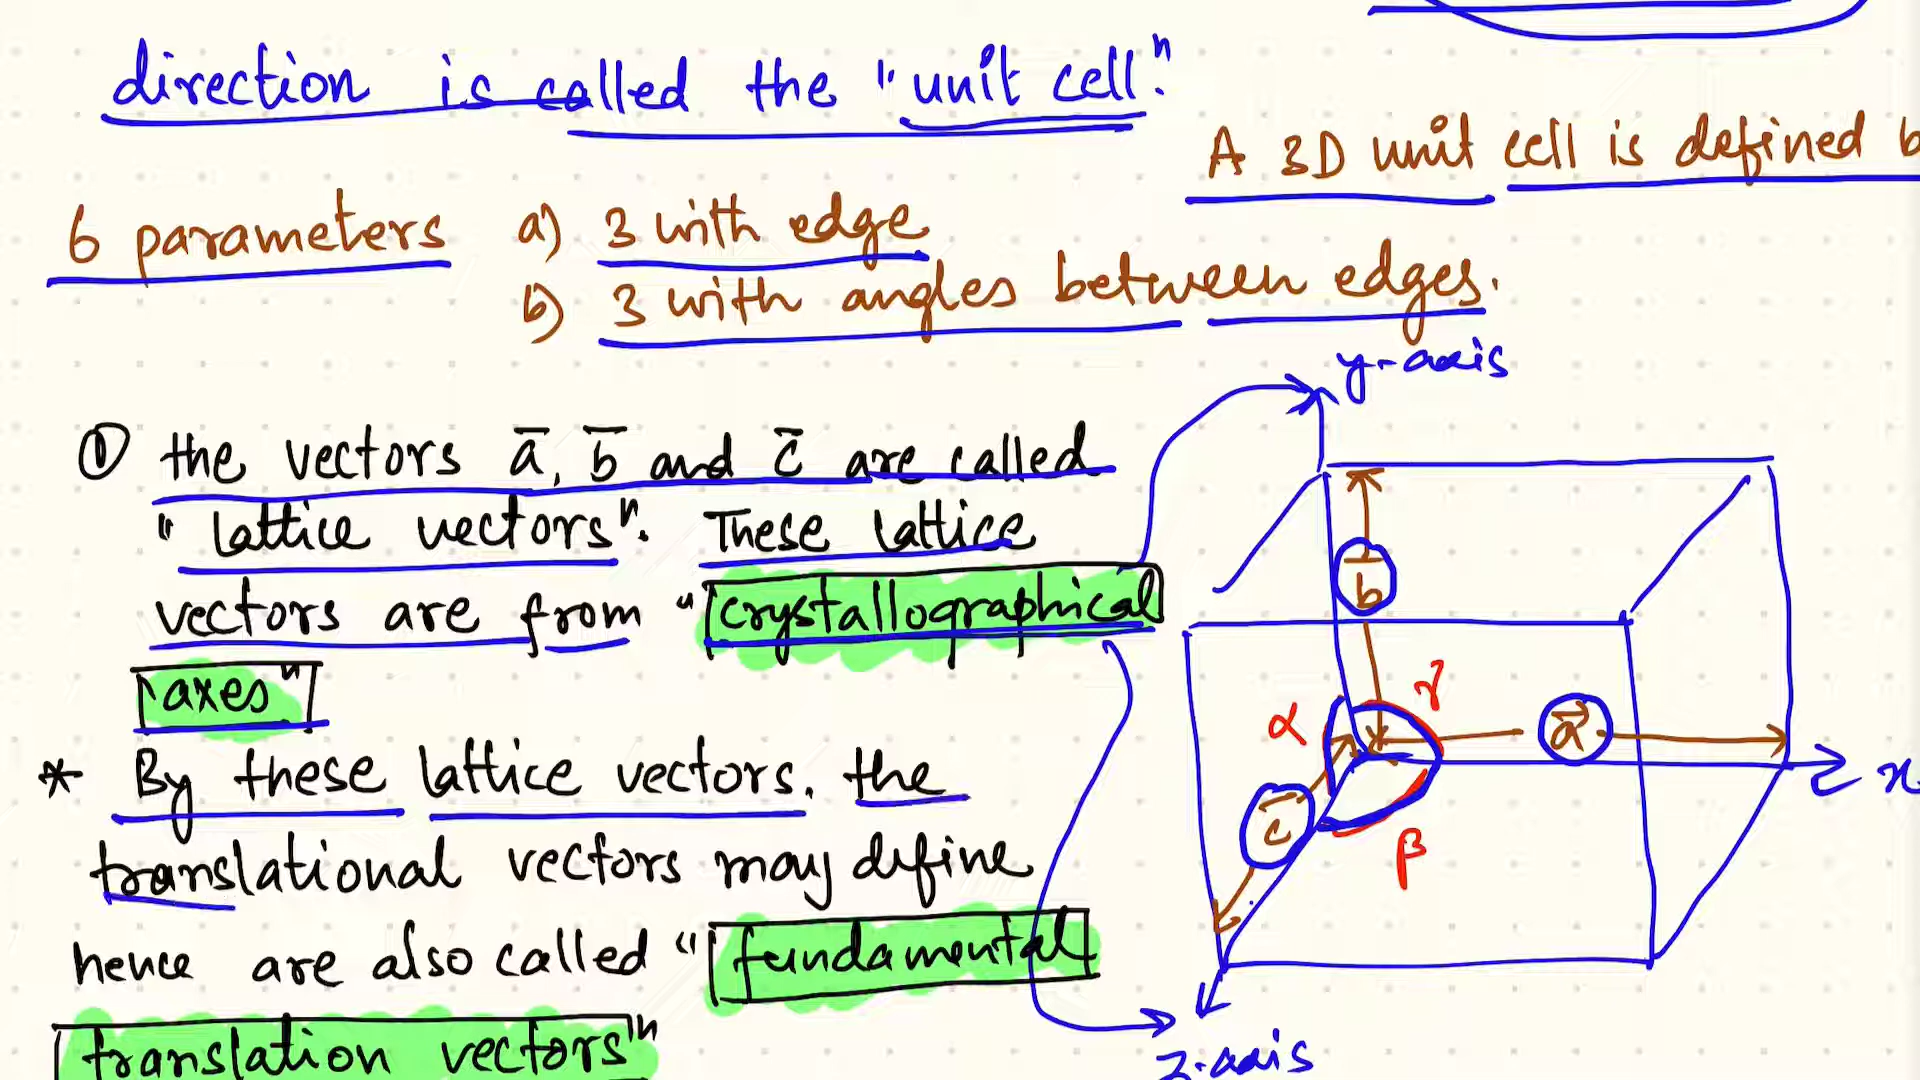 direction is called the "unit cell".
A 3D unit cell is defined b
6 parameters a) 3 with edge
b) 3 with angles between edges.
① the vectors a̅, b̅ and c̅ are called
"lattice vectors". These lattice
vectors are from "crystallographical
axes"
* By these lattice vectors, the
translational vectors may define
hence are also called "fundamental
translation vectors"
y-axis
b̅
α γ
a⃗
x
c̅
β
z-axis